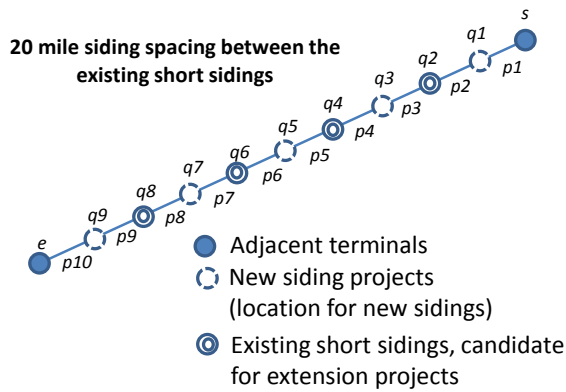 s
20 mile siding spacing between the
existing short sidings
q1
p1
q2
p2
q3
p3
q4
p4
q5
p5
q6
p6
q7
p7
q8
p8
q9
p9
e
p10
Adjacent terminals
New siding projects
(location for new sidings)
Existing short sidings, candidate
for extension projects